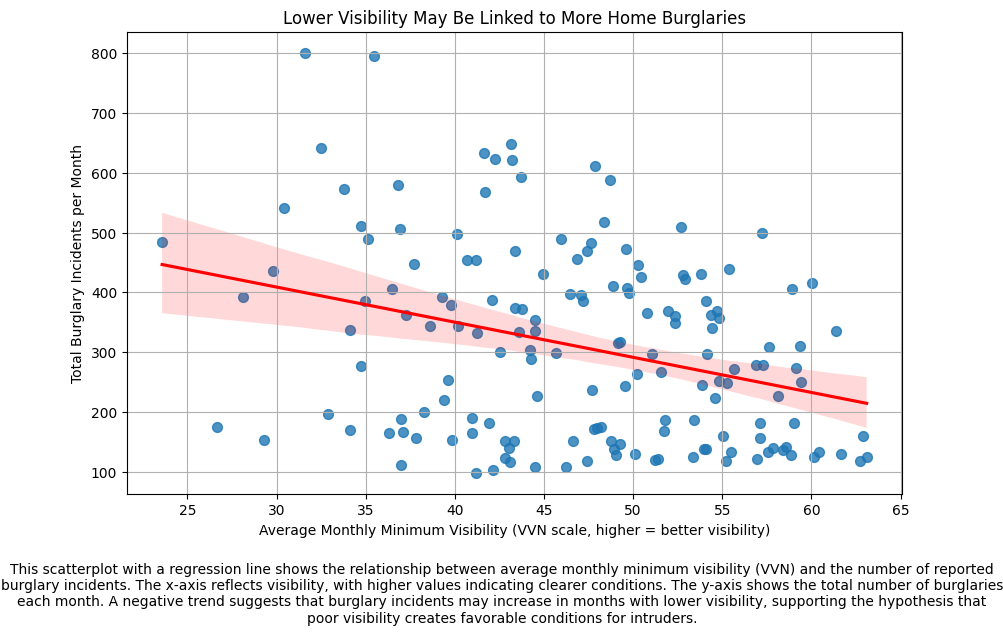 Lower Visibility May Be Linked to More Home Burglaries
800
700
600
500
400
300
200
100
Total Burglary Incidents per Month
25 30 35 40 45 50 55 60 65
Average Monthly Minimum Visibility (VVN scale, higher = better visibility)
This scatterplot with a regression line shows the relationship between average monthly minimum visibility (VVN) and the number of reported
burglary incidents. The x-axis reflects visibility, with higher values indicating clearer conditions. The y-axis shows the total number of burglaries
each month. A negative trend suggests that burglary incidents may increase in months with lower visibility, supporting the hypothesis that
poor visibility creates favorable conditions for intruders.